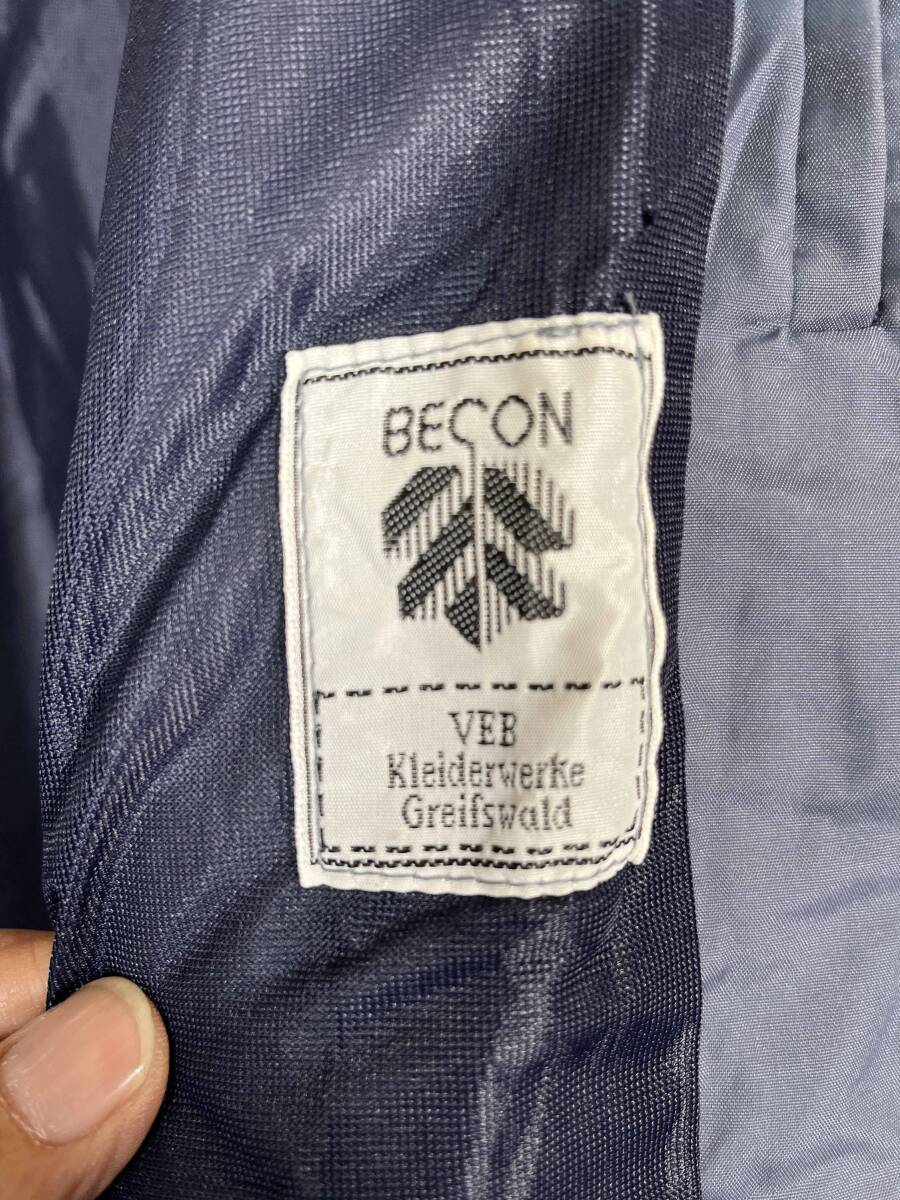 BECON
VEB
Kleiderwerke
Greifswald